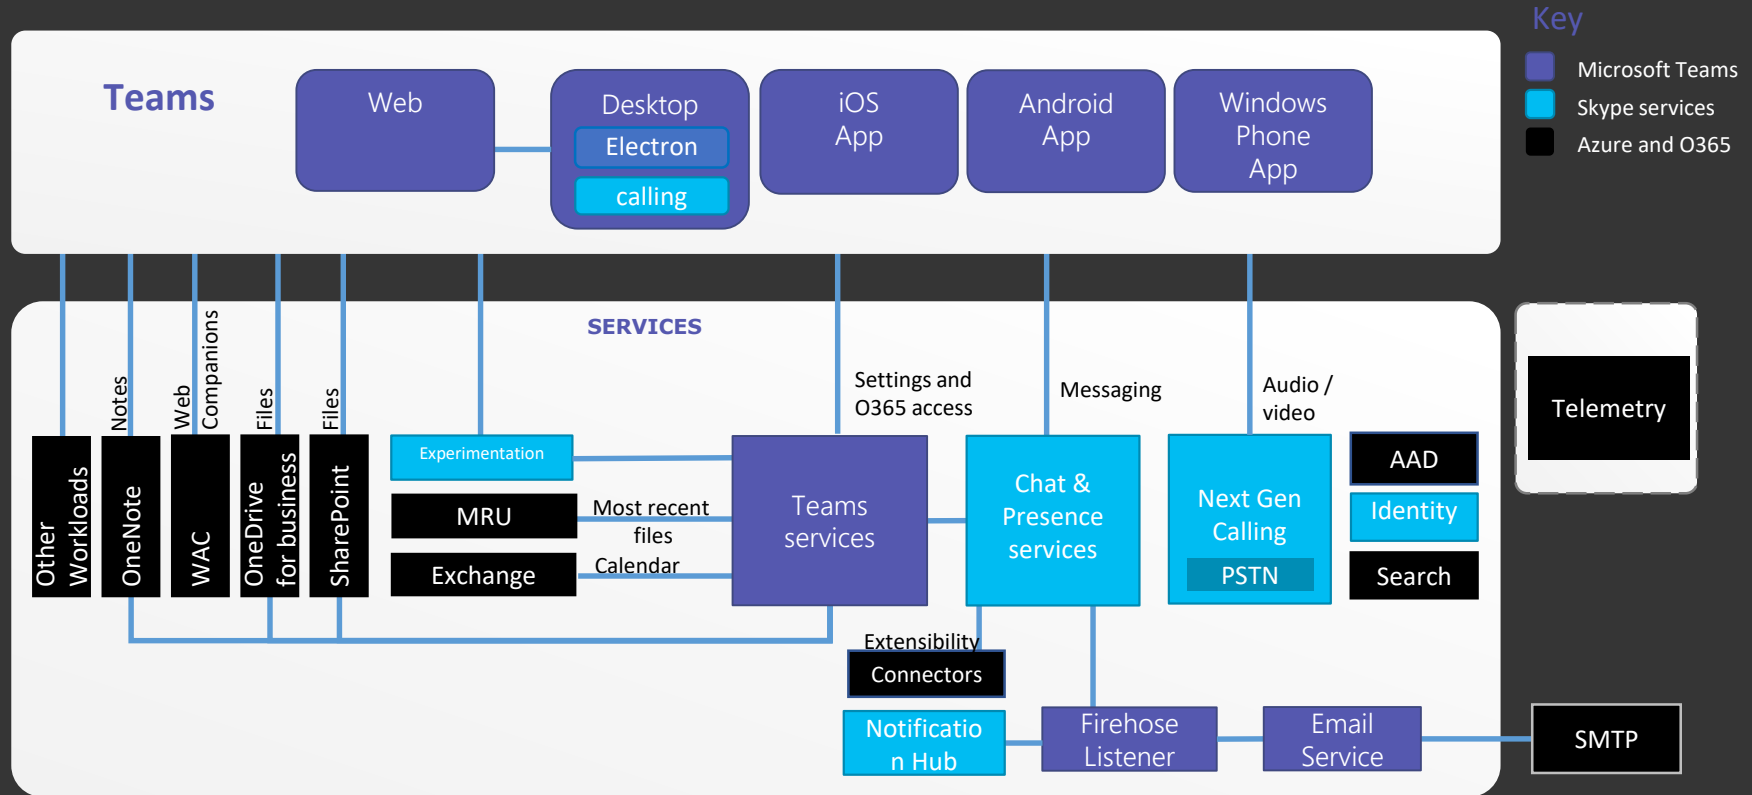 Key
Microsoft Teams
Skype services
Azure and O365
Teams
Web
Desktop
Electron
calling
iOS
App
Android
App
Windows
Phone
App
SERVICES
Notes
Web
Companions
Files
Files
Settings and
O365 access
Messaging
Audio /
video
Other
Workloads
OneNote
WAC
OneDrive
for business
SharePoint
Experimentation
MRU
Most recent
files
Exchange
Calendar
Teams
services
Chat &
Presence
services
Next Gen
Calling
PSTN
AAD
Identity
Search
Telemetry
Extensibility
Connectors
Notificatio
n Hub
Firehose
Listener
Email
Service
SMTP